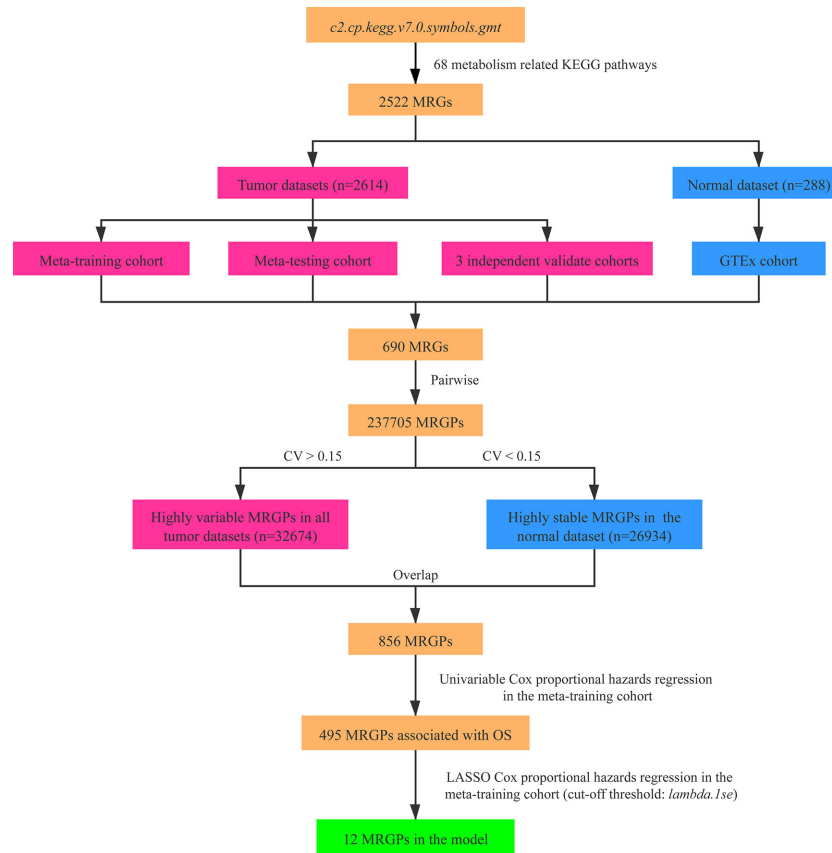 c2.cp.kegg.v7.0.symbols.gmt
68 metabolism related KEGG pathways
2522 MRGs
Tumor datasets (n=2614)
Normal dataset (n=288)
Meta-training cohort
Meta-testing cohort
3 independent validate cohorts
GTEx cohort
690 MRGs
Pairwise
237705 MRGPs
CV > 0.15
CV < 0.15
Highly variable MRGPs in all
tumor datasets (n=32674)
Highly stable MRGPs in the
normal dataset (n=26934)
Overlap
856 MRGPs
Univariable Cox proportional hazards regression
in the meta-training cohort
495 MRGPs associated with OS
LASSO Cox proportional hazards regression in the
meta-training cohort (cut-off threshold: lambda.1se)
12 MRGPs in the model